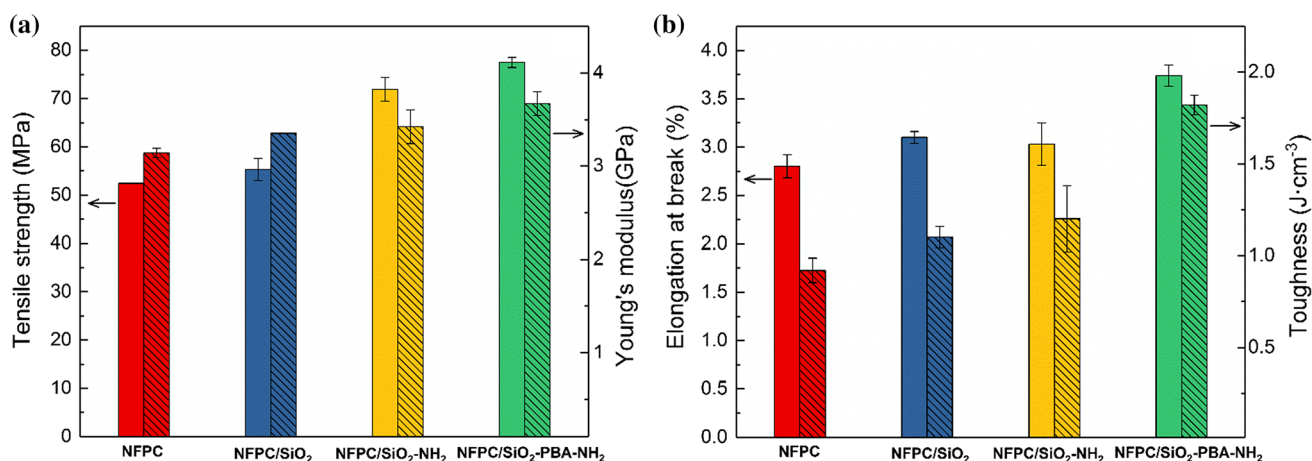 (a)
Tensile strength (MPa)
80
70
60
50
40
30
20
10
0
4
3
2
1
Young's modulus(GPa)
NFPC
NFPC/SiO₂
NFPC/SiO₂-NH₂
NFPC/SiO₂-PBA-NH₂
(b)
Elongation at break (%)
4.0
3.5
3.0
2.5
2.0
1.5
1.0
0.5
0.0
2.0
1.5
1.0
0.5
Toughness (J·cm⁻³)
NFPC
NFPC/SiO₂
NFPC/SiO₂-NH₂
NFPC/SiO₂-PBA-NH₂